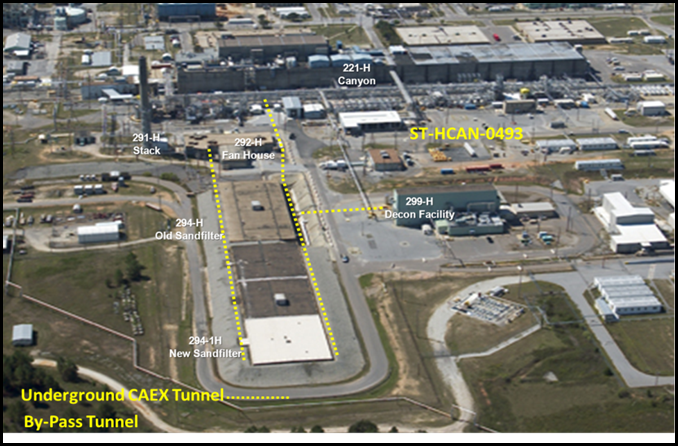 221-H
Canyon
ST-HCAN-0493
291-H
Stack
292-H
Fan House
299-H
Decon Facility
294-H
Old Sandfilter
294-1H
New Sandfilter
Underground CAEX Tunnel
By-Pass Tunnel